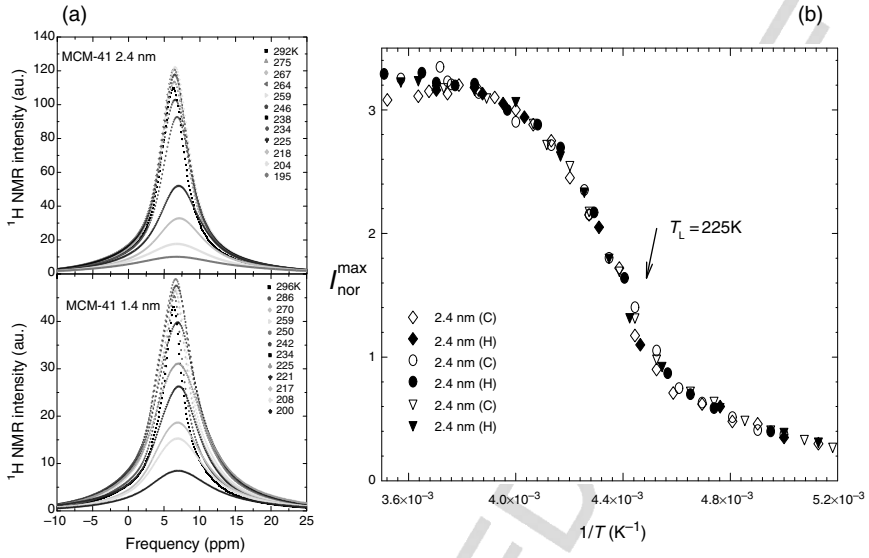 (a)
(b)
140
120
100
80
60
40
20
0
¹H NMR intensity (au.)
MCM-41 2.4 nm
292K
275
267
264
259
246
238
234
225
218
204
195
50
40
30
20
10
0
¹H NMR intensity (au.)
MCM-41 1.4 nm
296K
286
270
259
250
242
234
225
221
217
208
200
−10 −5 0 5 10 15 20 25
Frequency (ppm)
3
2
1
0
I max nor
T_L = 225K
2.4 nm (C)
2.4 nm (H)
2.4 nm (C)
2.4 nm (H)
2.4 nm (C)
2.4 nm (H)
3.6×10⁻³ 4.0×10⁻³ 4.4×10⁻³ 4.8×10⁻³ 5.2×10⁻³
1/T (K⁻¹)